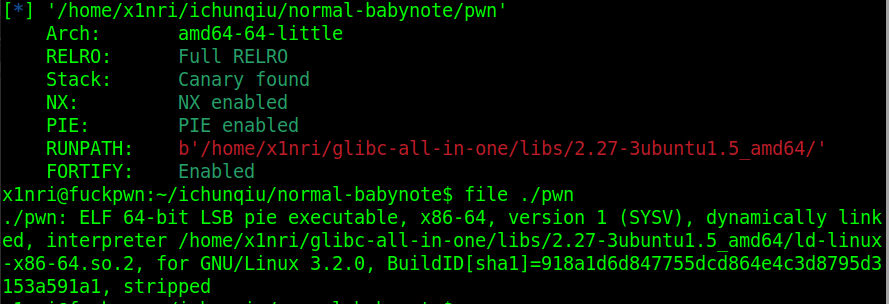 [*] '/home/x1nri/ichunqiu/normal-babynote/pwn'
Arch: amd64-64-little
RELRO: Full RELRO
Stack: Canary found
NX: NX enabled
PIE: PIE enabled
RUNPATH: b'/home/x1nri/glibc-all-in-one/libs/2.27-3ubuntu1.5_amd64/'
FORTIFY: Enabled
x1nri@fuckpwn:~/ichunqiu/normal-babynote$ file ./pwn
./pwn: ELF 64-bit LSB pie executable, x86-64, version 1 (SYSV), dynamically link
ed, interpreter /home/x1nri/glibc-all-in-one/libs/2.27-3ubuntu1.5_amd64/ld-linux
-x86-64.so.2, for GNU/Linux 3.2.0, BuildID[sha1]=918a1d6d847755dcd864e4c3d8795d3
153a591a1, stripped